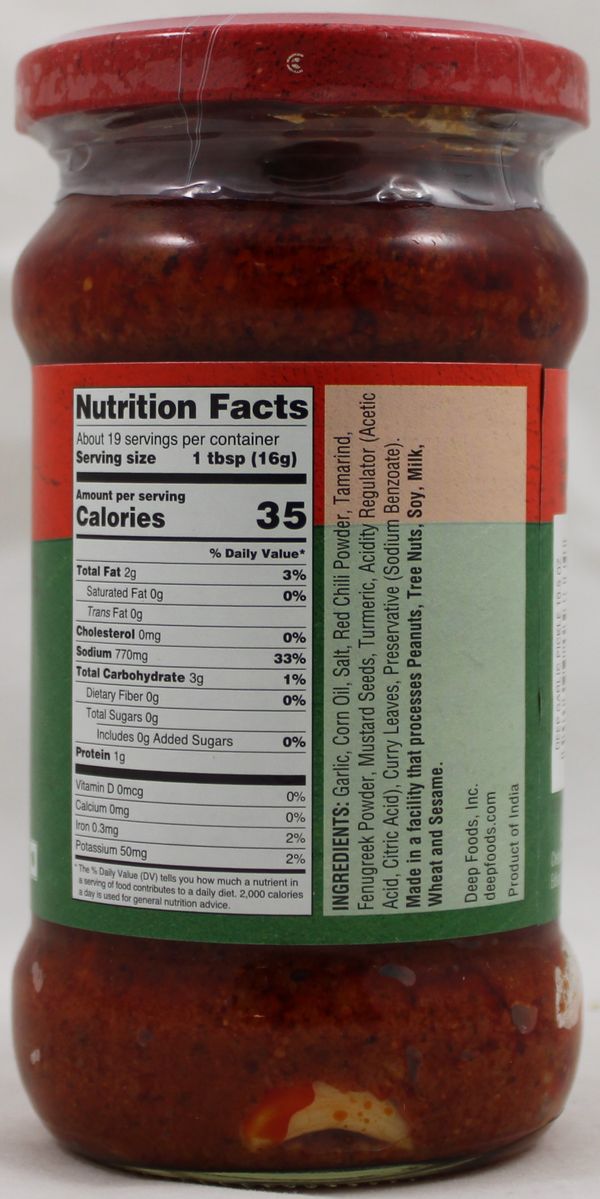 Nutrition Facts
About 19 servings per container
Serving size 1 tbsp (16g)
Amount per serving
Calories 35
% Daily Value*
Total Fat 2g 3%
Saturated Fat 0g 0%
Trans Fat 0g
Cholesterol 0mg 0%
Sodium 770mg 33%
Total Carbohydrate 3g 1%
Dietary Fiber 0g 0%
Total Sugars 0g
Includes 0g Added Sugars 0%
Protein 1g
Vitamin D 0mcg 0%
Calcium 0mg 0%
Iron 0.3mg 2%
Potassium 50mg 2%
*The % Daily Value (DV) tells you how much a nutrient in
a serving of food contributes to a daily diet. 2,000 calories
a day is used for general nutrition advice.
INGREDIENTS: Garlic, Corn Oil, Salt, Red Chili Powder, Tamarind,
Fenugreek Powder, Mustard Seeds, Turmeric, Acidity Regulator (Acetic
Acid, Citric Acid), Curry Leaves, Preservative (Sodium Benzoate).
Made in a facility that processes Peanuts, Tree Nuts, Soy, Milk,
Wheat and Sesame.
Deep Foods, Inc.
deepfoods.com
Product of India
DEEP GARLIC PICKLE